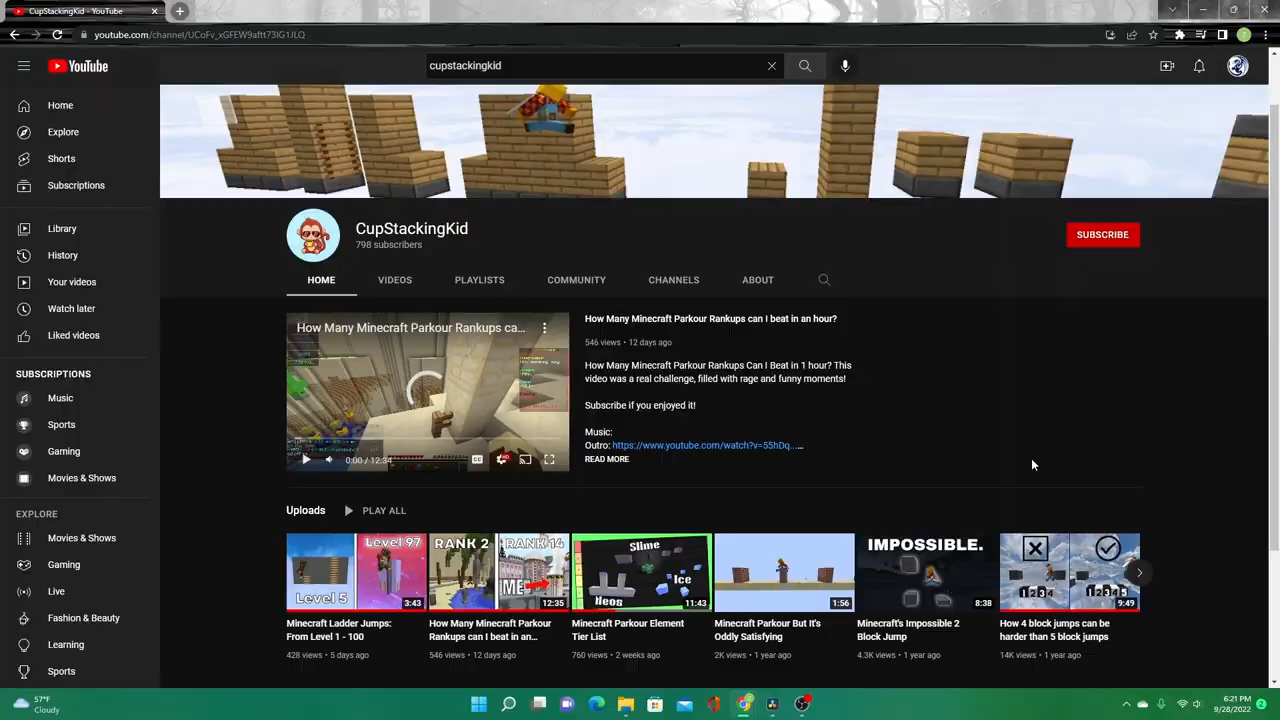 CupStackingKid - YouTube
youtube.com/channel/UCoFv_xGFEW9aftt73IG1JLQ
YouTube
cupstackingkid
Home
Explore
Shorts
Subscriptions
Library
History
Your videos
Watch later
Liked videos
SUBSCRIPTIONS
Music
Sports
Gaming
Movies & Shows
EXPLORE
Movies & Shows
Gaming
Live
Fashion & Beauty
Learning
Sports
CupStackingKid
798 subscribers
SUBSCRIBE
HOME VIDEOS PLAYLISTS COMMUNITY CHANNELS ABOUT
How Many Minecraft Parkour Rankups ca...
0:00 / 12:34
How Many Minecraft Parkour Rankups can I beat in an hour?
546 views • 12 days ago
How Many Minecraft Parkour Rankups Can I Beat in 1 hour? This
video was a real challenge, filled with rage and funny moments!
Subscribe if you enjoyed it!
Music:
Outro: https://www.youtube.com/watch?v=55hDq...…
READ MORE
Uploads PLAY ALL
Level 97
Level 5
3:43
Minecraft Ladder Jumps:
From Level 1 - 100
428 views • 5 days ago
RANK 2 RANK 14
ME
12:35
How Many Minecraft Parkour
Rankups can I beat in an...
546 views • 12 days ago
Slime
Ice
Neos
11:43
Minecraft Parkour Element
Tier List
760 views • 2 weeks ago
1:56
Minecraft Parkour But It's
Oddly Satisfying
2K views • 1 year ago
IMPOSSIBLE.
8:38
Minecraft's Impossible 2
Block Jump
4.3K views • 1 year ago
1234
9:49
How 4 block jumps can be
harder than 5 block jumps
14K views • 1 year ago
57°F
Cloudy
6:21 PM
9/28/2022